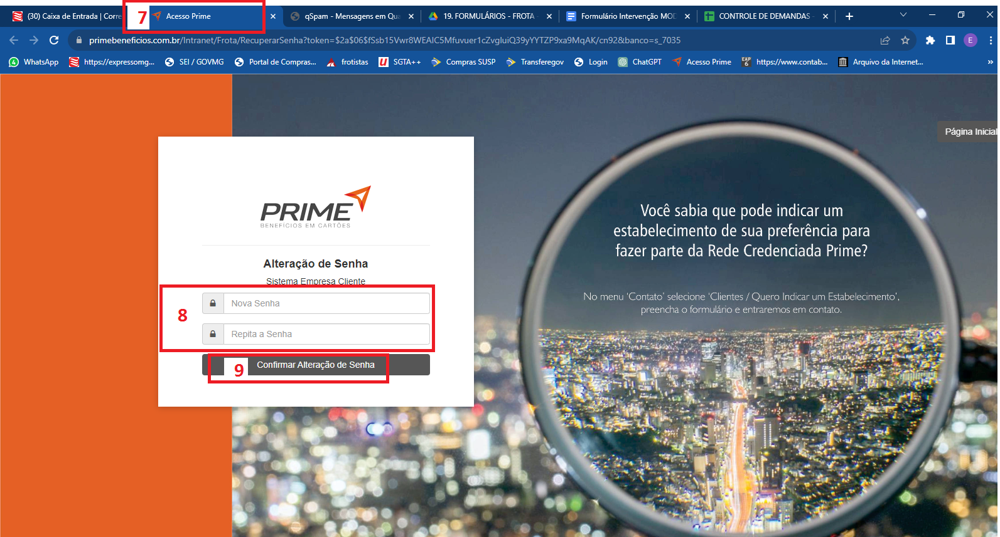 (30) Caixa de Entrada | Corre
7
Acesso Prime
qSpam - Mensagens em Qua
19. FORMULÁRIOS - FROTA -
Formulário Intervenção MOD
CONTROLE DE DEMANDAS -
primebeneficios.com.br/Intranet/Frota/RecuperarSenha?token=$2a$06$fSsb15Vwr8WEAIC5Mfuvuer1cZvgluiQ39yYYTZP9xa9MqAK/cn92&banco=s_7035
E
4
WhatsApp
https://expressomg...
SEI / GOVMG
Portal de Compras...
frotistas
SGTA++
Compras SUSP
Transferegov
Login
ChatGPT
Acesso Prime
EAP
6
https://www.contab...
Arquivo da Internet...
Página Inicial
PRIME
BENEFÍCIOS EM CARTÕES
Alteração de Senha
Sistema Empresa Cliente
8
Nova Senha
Repita a Senha
9
Confirmar Alteração de Senha
Você sabia que pode indicar um
estabelecimento de sua preferência para
fazer parte da Rede Credenciada Prime?
No menu 'Contato' selecione 'Clientes / Quero Indicar um Estabelecimento',
preencha o formulário e entraremos em contato.